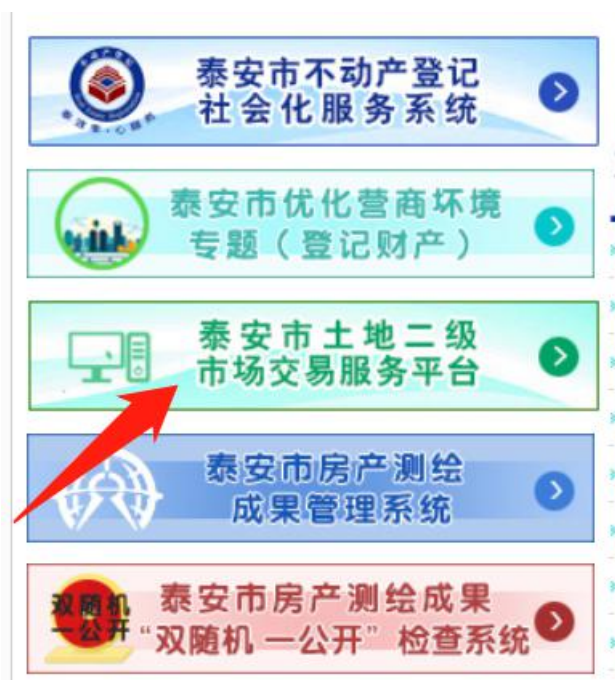 泰安市不动产登记
社会化服务系统
泰安市优化营商环境
专题（登记财产）
泰安市土地二级
市场交易服务平台
泰安市房产测绘
成果管理系统
双随机
一公开
泰安市房产测绘成果
“双随机 一公开”检查系统